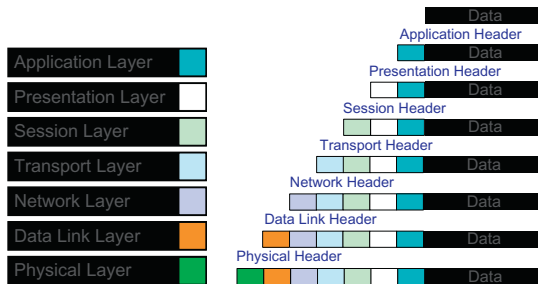 Application Layer
Presentation Layer
Session Layer
Transport Layer
Network Layer
Data Link Layer
Physical Layer
Data
Application Header
Data
Presentation Header
Data
Session Header
Data
Transport Header
Data
Network Header
Data
Data Link Header
Data
Physical Header
Data